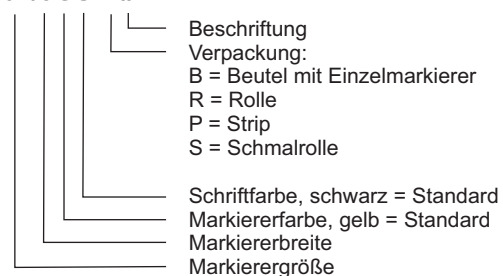 Beschriftung
Verpackung:
B = Beutel mit Einzelmarkierer
R = Rolle
P = Strip
S = Schmalrolle
Schriftfarbe, schwarz = Standard
Markiererfarbe, gelb = Standard
Markiererbreite
Markierergröße